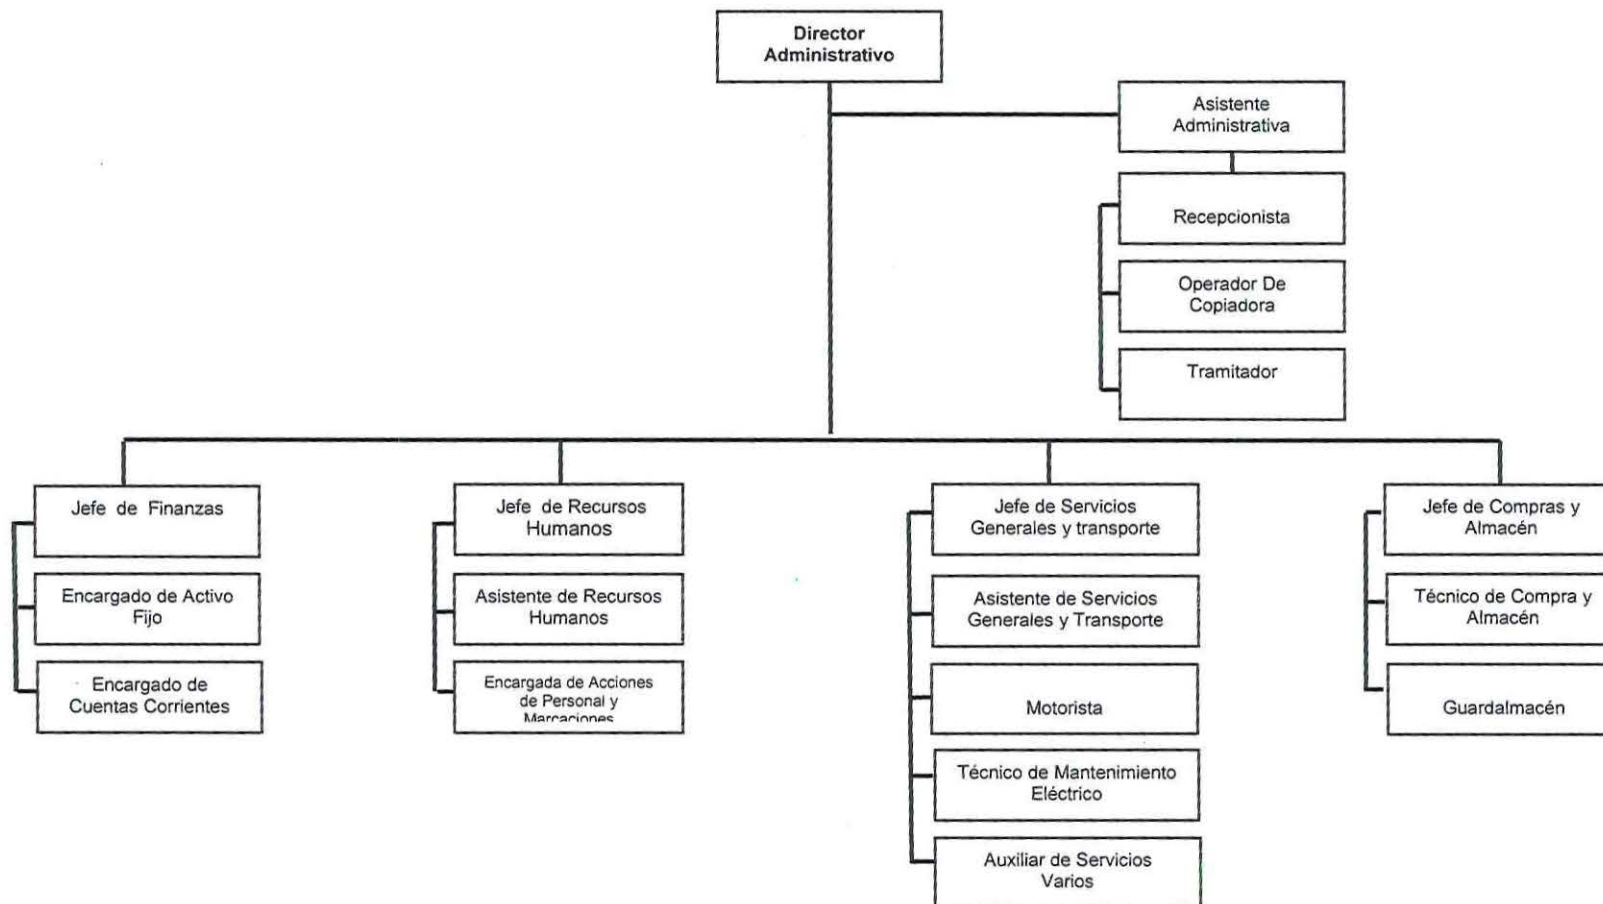 Director
Administrativo
Asistente
Administrativa
Recepcionista
Operador De
Copiadora
Tramitador
Jefe de Finanzas
Encargado de Activo
Fijo
Encargado de
Cuentas Corrientes
Jefe de Recursos
Humanos
Asistente de Recursos
Humanos
Encargada de Acciones
de Personal y
Marcaciones
Jefe de Servicios
Generales y transporte
Asistente de Servicios
Generales y Transporte
Motorista
Técnico de Mantenimiento
Eléctrico
Auxiliar de Servicios
Varios
Jefe de Compras y
Almacén
Técnico de Compra y
Almacén
Guardalmacén